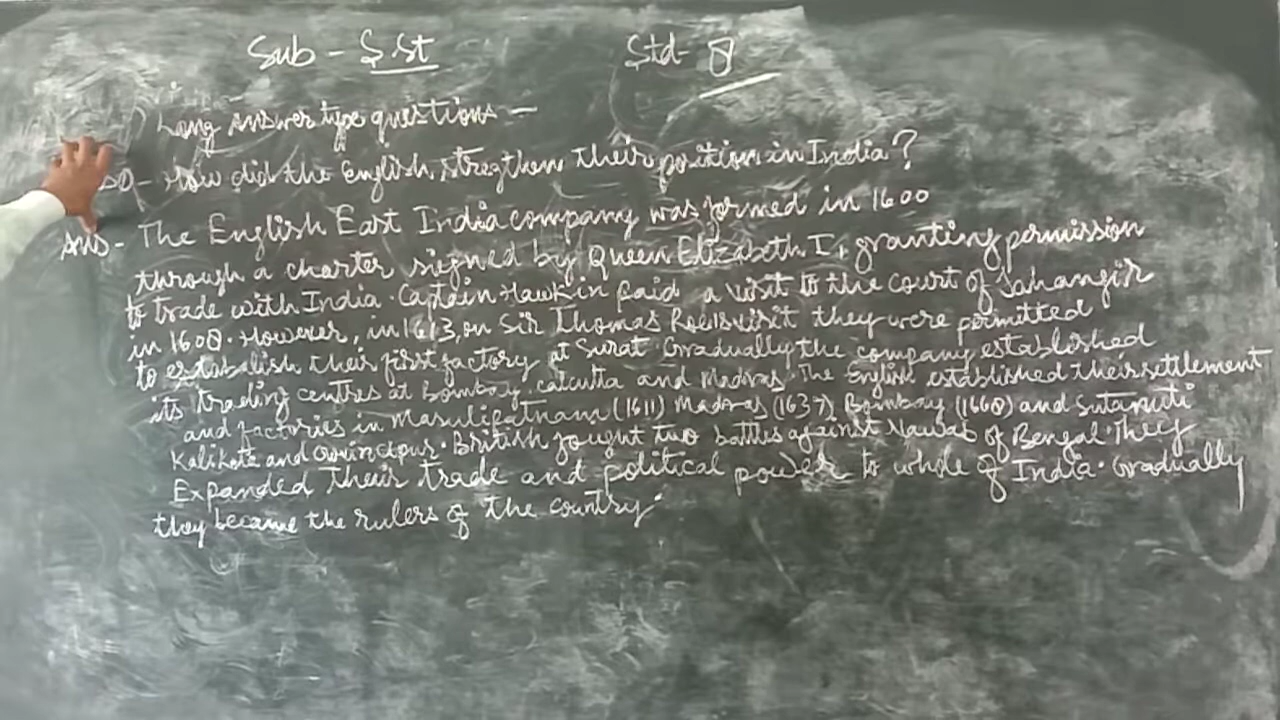 Sub - S.St Std- 8
Long answer type questions -
Q- How did the English stregthen their position in India?
Ans- The English East India company was formed in 1600
through a charter signed by Queen Elizabeth I, granting permission
to trade with India. Captain Hawkin paid a visit to the court of Jahangir
in 1608. However, in 1613, on Sir Thomas Roe's visit they were permitted
to establish their first factory at Surat. Gradually the company established
its trading centres at Bombay, calcutta and Madras. The English established their settlement
and factories in Masulipatnam (1611) Madras (1637), Bombay (1668) and Sutanuti
Kalikata and Govindpur. British fought two battles against Nawab of Bengal. They
Expanded their trade and political power to whole of India. Gradually
they became the rulers of the country.